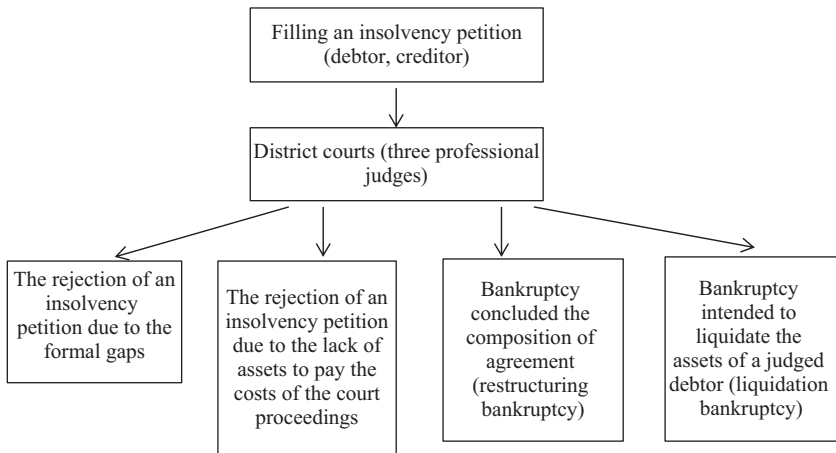 Filling an insolvency petition
(debtor, creditor)
District courts (three professional
judges)
The rejection of an
insolvency
petition due to the
formal gaps
The rejection of an
insolvency petition
due to the lack of
assets to pay the
costs of the court
proceedings
Bankruptcy
concluded the
composition of
agreement
(restructuring
bankruptcy)
Bankruptcy
intended to
liquidate the
assets of a judged
debtor (liquidation
bankruptcy)